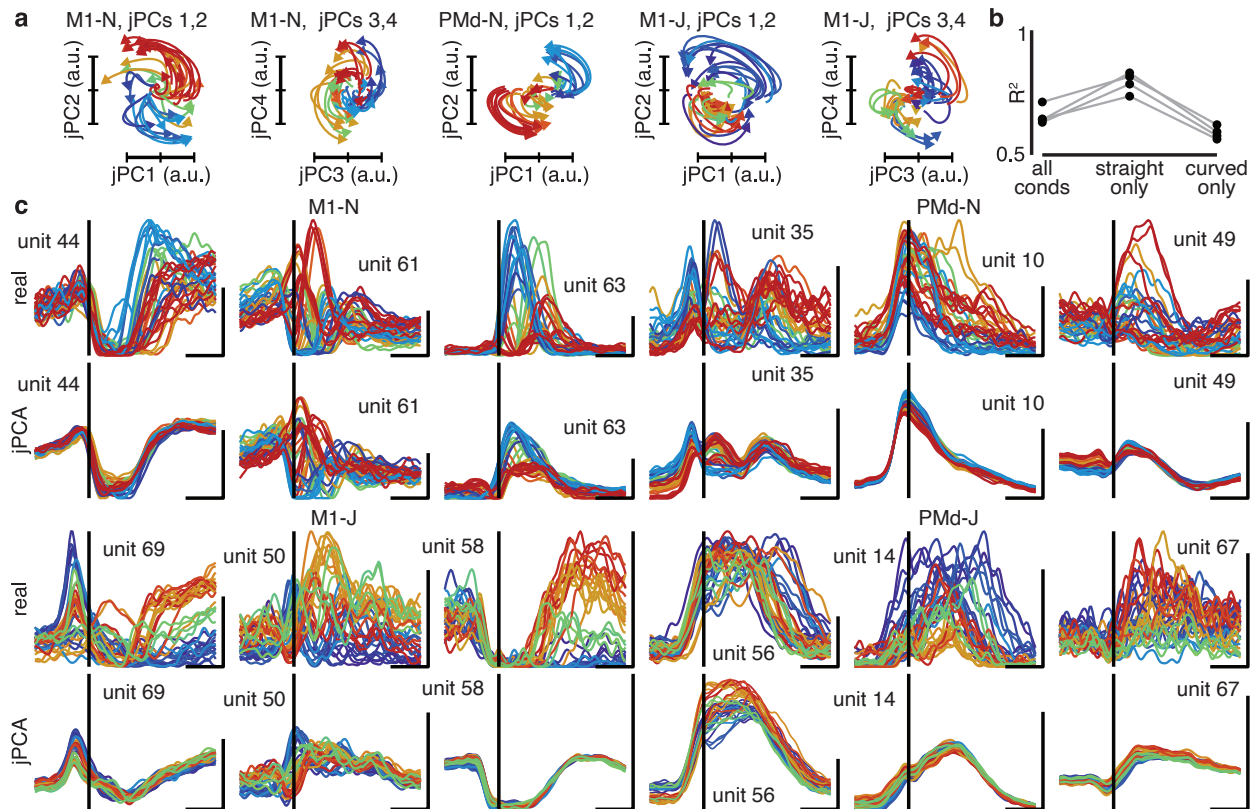 a
M1-N, jPCs 1,2
M1-N, jPCs 3,4
PMd-N, jPCs 1,2
M1-J, jPCs 1,2
M1-J, jPCs 3,4
b
jPC2 (a.u.)
jPC4 (a.u.)
jPC2 (a.u.)
jPC2 (a.u.)
jPC4 (a.u.)
jPC1 (a.u.)
jPC3 (a.u.)
jPC1 (a.u.)
jPC1 (a.u.)
jPC3 (a.u.)
1
R²
0.5
all conds
straight only
curved only
c
M1-N
PMd-N
real
unit 44
unit 61
unit 63
unit 35
unit 10
unit 49
jPCA
unit 44
unit 61
unit 63
unit 35
unit 10
unit 49
M1-J
PMd-J
real
unit 69
unit 50
unit 58
unit 56
unit 14
unit 67
jPCA
unit 69
unit 50
unit 58
unit 56
unit 14
unit 67